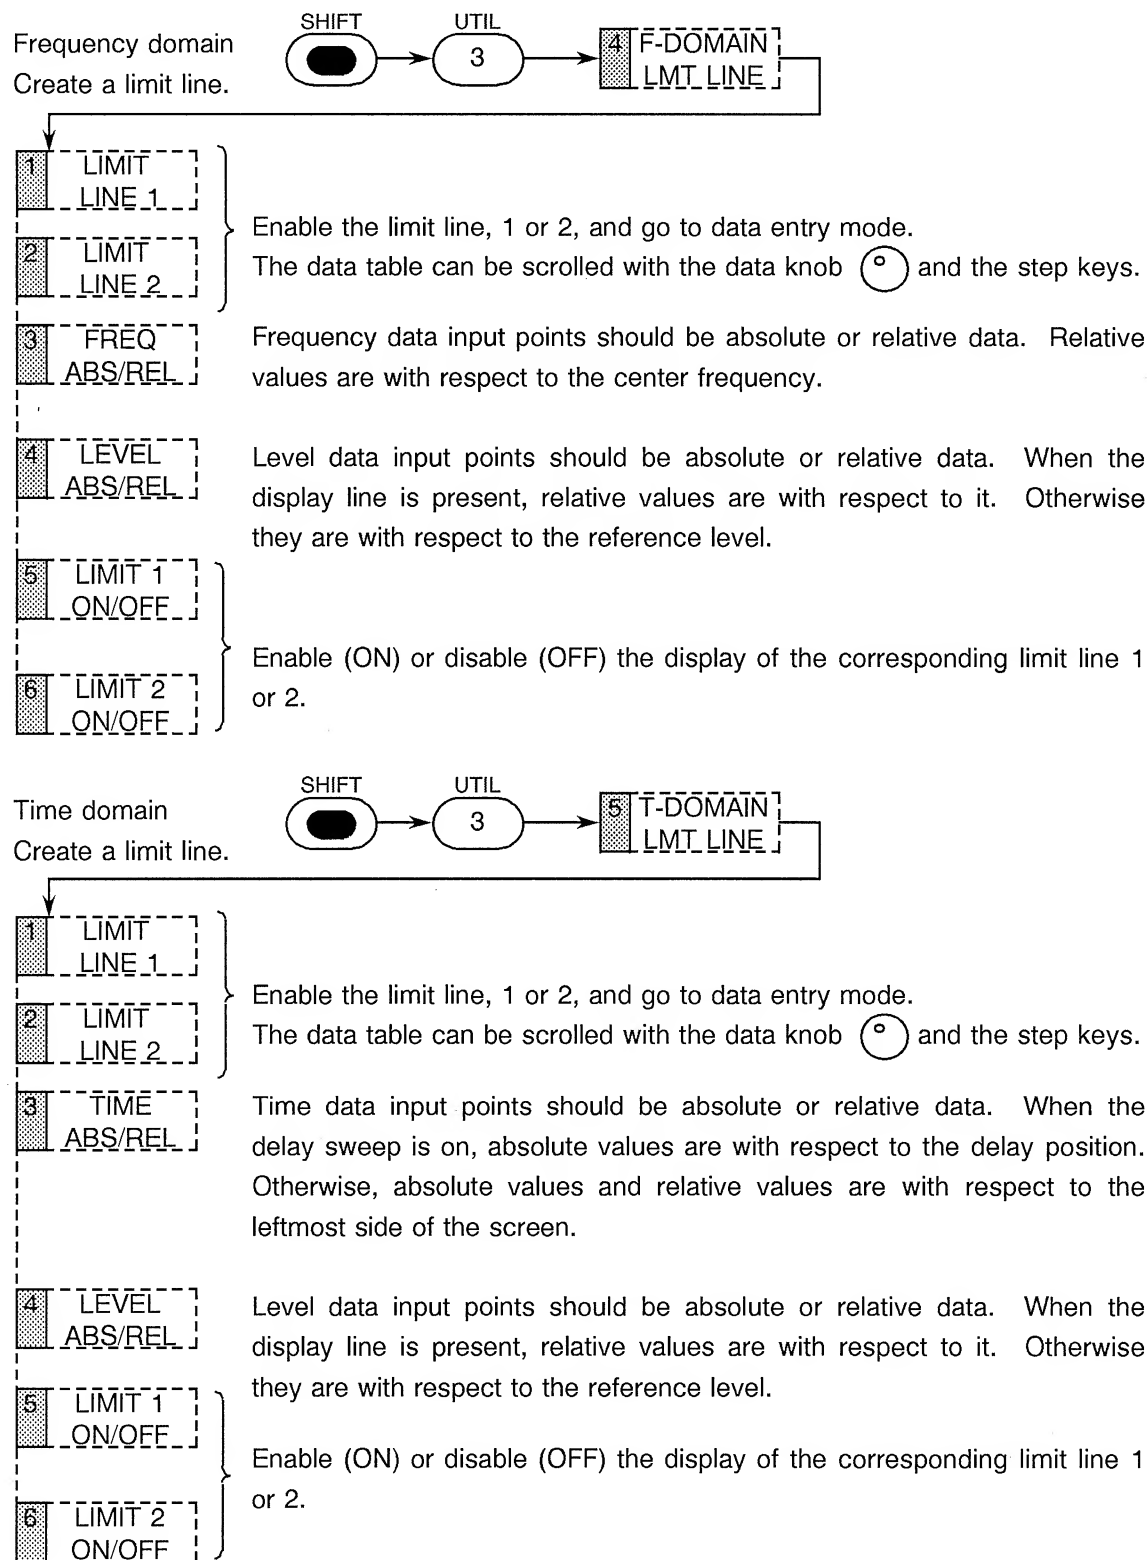 SHIFT UTIL
Frequency domain 3 4 F-DOMAIN
Create a limit line. LMT LINE
1 LIMIT
LINE 1
Enable the limit line, 1 or 2, and go to data entry mode.
2 LIMIT
The data table can be scrolled with the data knob and the step keys.
LINE 2
3 FREQ
ABS/REL
Frequency data input points should be absolute or relative data. Relative
values are with respect to the center frequency.
4 LEVEL
ABS/REL
Level data input points should be absolute or relative data. When the
display line is present, relative values are with respect to it. Otherwise
they are with respect to the reference level.
5 LIMIT 1
ON/OFF
Enable (ON) or disable (OFF) the display of the corresponding limit line 1
or 2.
6 LIMIT 2
ON/OFF
SHIFT UTIL
Time domain 3 5 T-DOMAIN
Create a limit line. LMT LINE
1 LIMIT
LINE 1
Enable the limit line, 1 or 2, and go to data entry mode.
2 LIMIT
The data table can be scrolled with the data knob and the step keys.
LINE 2
3 TIME
ABS/REL
Time data input points should be absolute or relative data. When the
delay sweep is on, absolute values are with respect to the delay position.
Otherwise, absolute values and relative values are with respect to the
leftmost side of the screen.
4 LEVEL
ABS/REL
Level data input points should be absolute or relative data. When the
display line is present, relative values are with respect to it. Otherwise
they are with respect to the reference level.
5 LIMIT 1
ON/OFF
Enable (ON) or disable (OFF) the display of the corresponding limit line 1
or 2.
6 LIMIT 2
ON/OFF